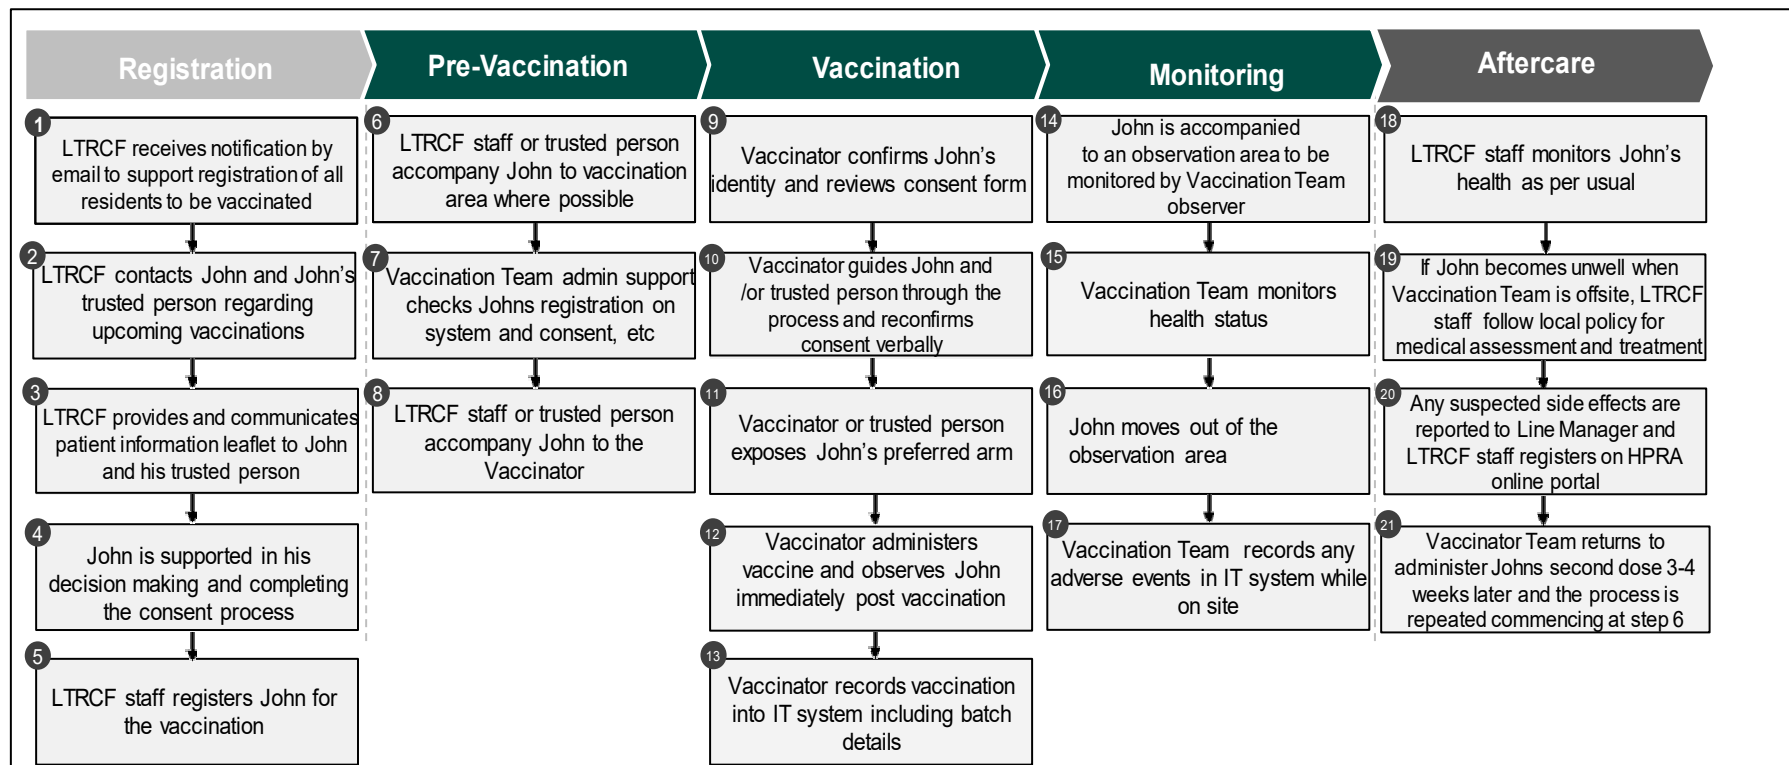 Registration
Pre-Vaccination
Vaccination
Monitoring
Aftercare
1
LTRCF receives notification by
email to support registration of all
residents to be vaccinated
2
LTRCF contacts John and John's
trusted person regarding
upcoming vaccinations
3
LTRCF provides and communicates
patient information leaflet to John
and his trusted person
4
John is supported in his
decision making and completing
the consent process
5
LTRCF staff registers John for
the vaccination
6
LTRCF staff or trusted person
accompany John to vaccination
area where possible
7
Vaccination Team admin support
checks Johns registration on
system and consent, etc
8
LTRCF staff or trusted person
accompany John to the
Vaccinator
9
Vaccinator confirms John's
identity and reviews consent form
10
Vaccinator guides John and
/or trusted person through the
process and reconfirms
consent verbally
11
Vaccinator or trusted person
exposes John's preferred arm
12
Vaccinator administers
vaccine and observes John
immediately post vaccination
13
Vaccinator records vaccination
into IT system including batch
details
14
John is accompanied
to an observation area to be
monitored by Vaccination Team
observer
15
Vaccination Team monitors
health status
16
John moves out of the
observation area
17
Vaccination Team records any
adverse events in IT system while
on site
18
LTRCF staff monitors John's
health as per usual
19
If John becomes unwell when
Vaccination Team is offsite, LTRCF
staff follow local policy for
medical assessment and treatment
20
Any suspected side effects are
reported to Line Manager and
LTRCF staff registers on HPRA
online portal
21
Vaccinator Team returns to
administer Johns second dose 3-4
weeks later and the process is
repeated commencing at step 6